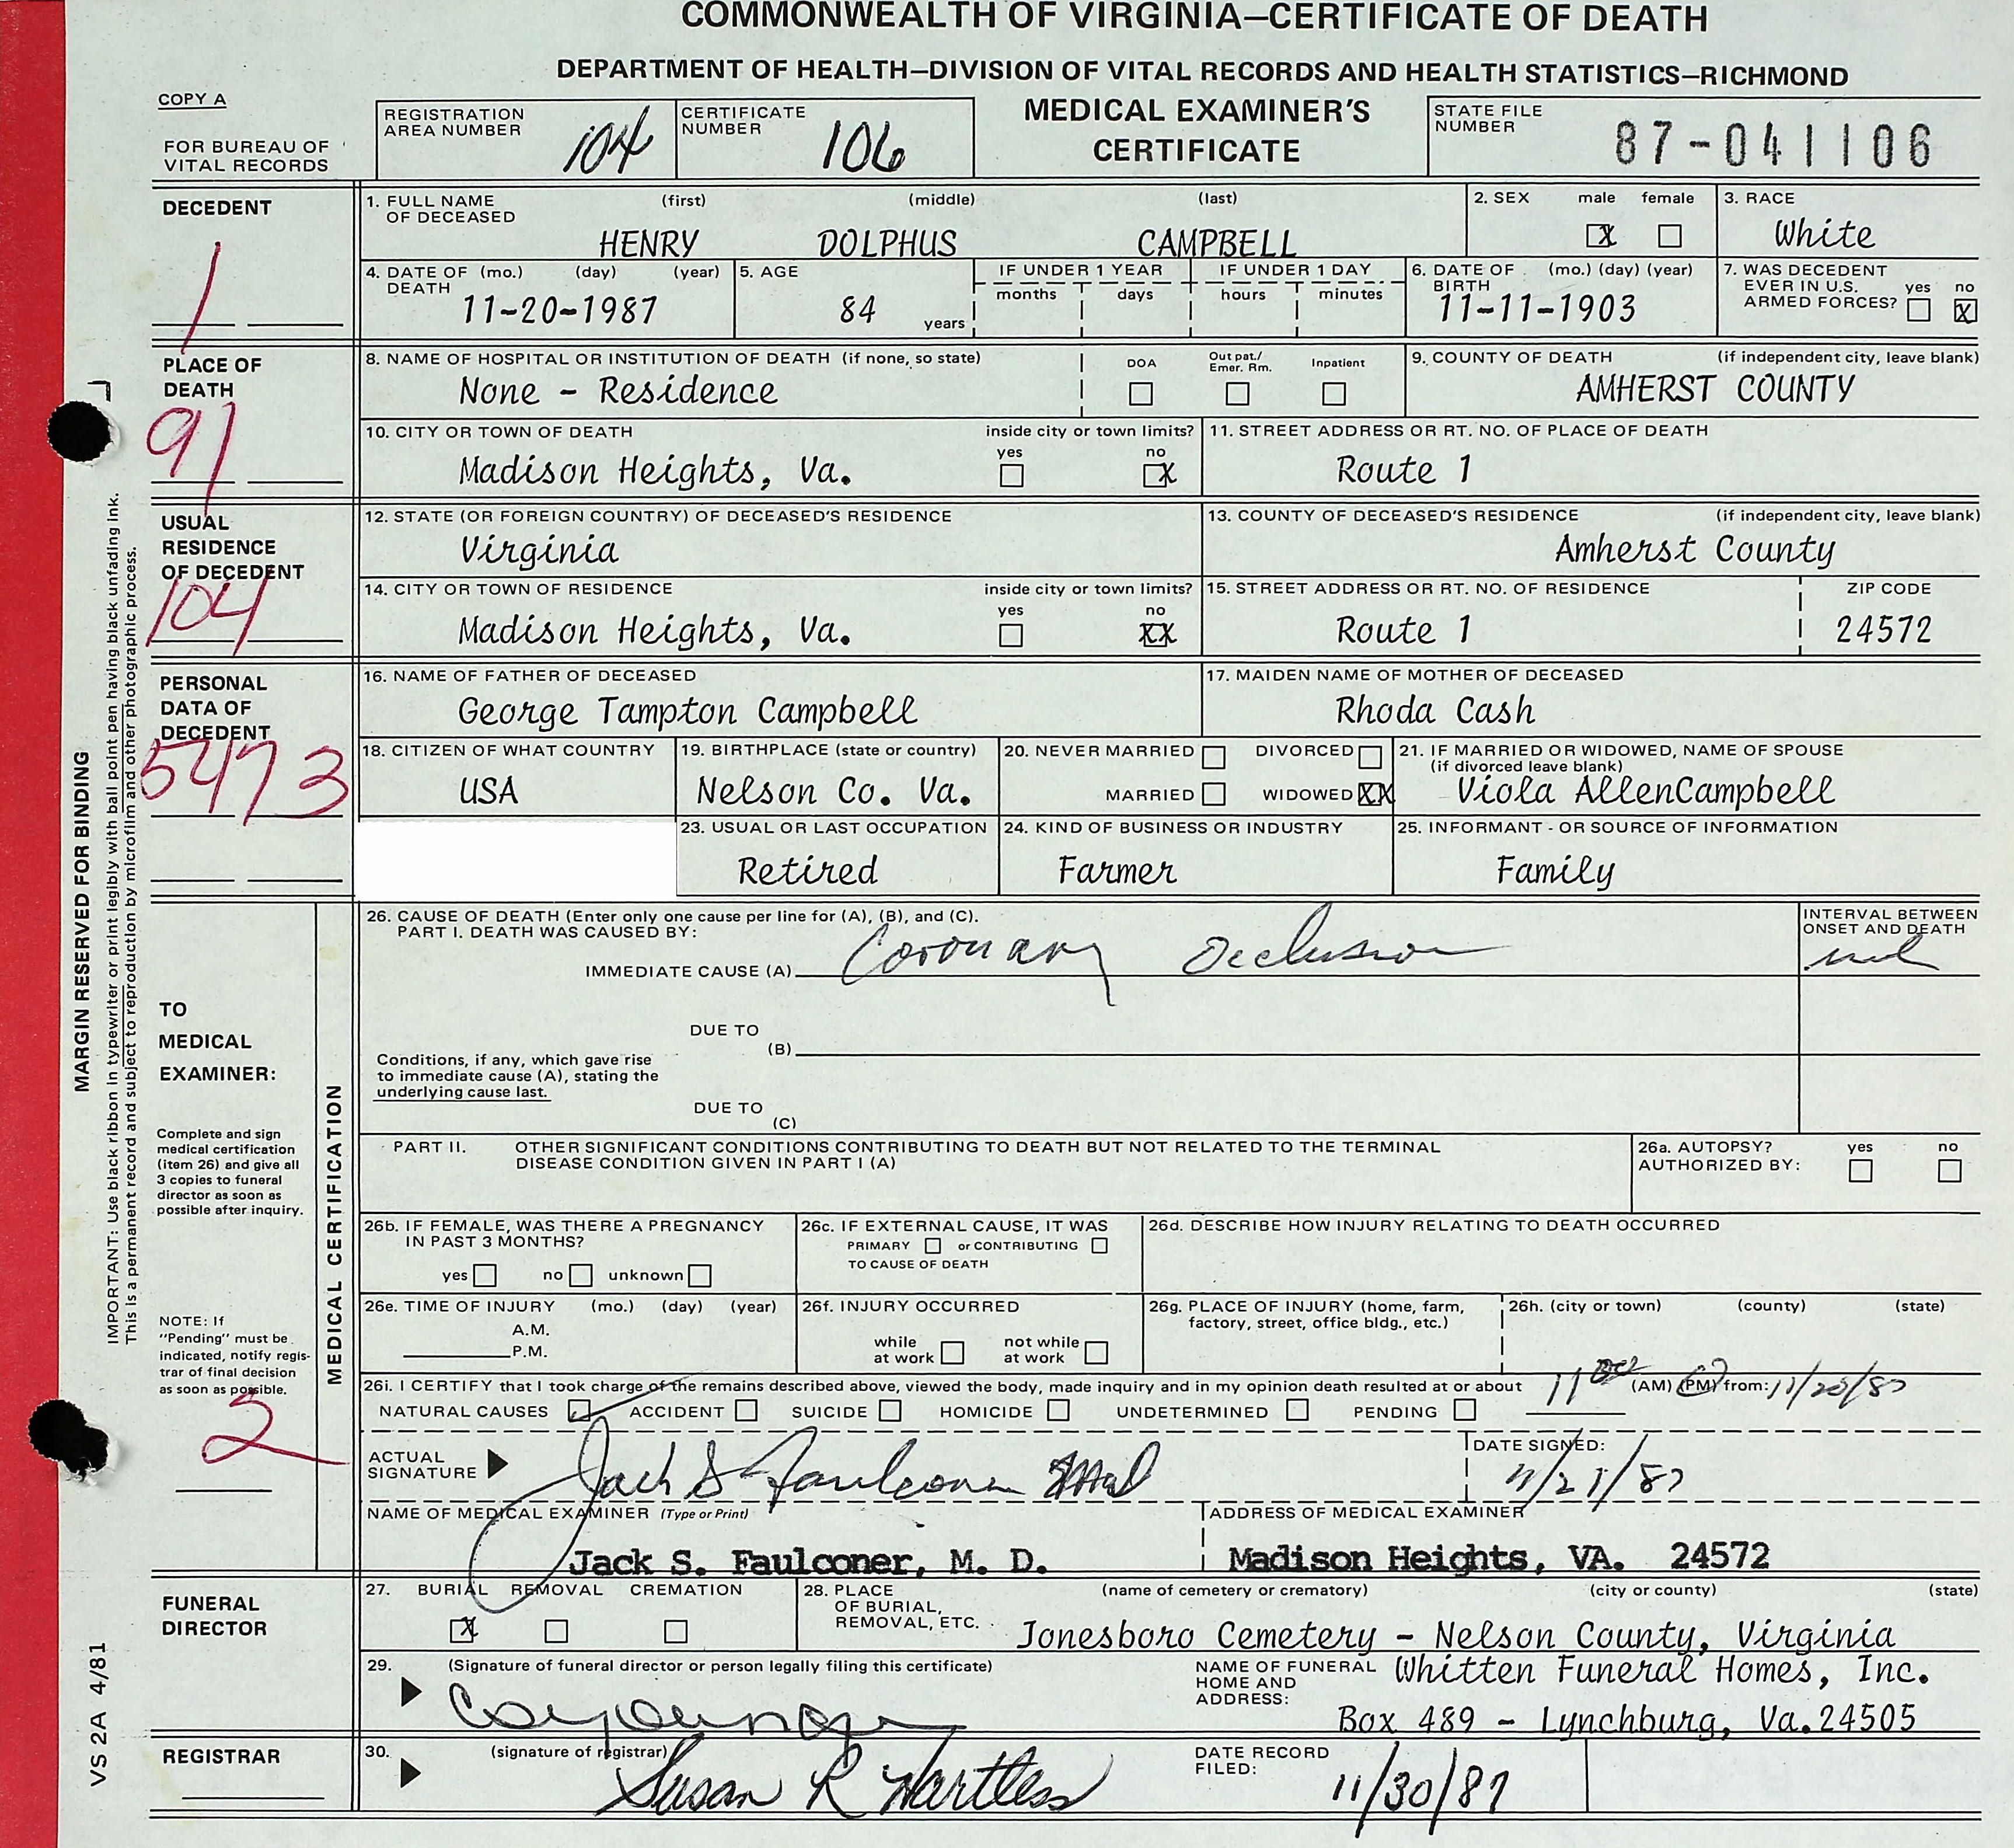 COMMONWEALTH OF VIRGINIA—CERTIFICATE OF DEATH
DEPARTMENT OF HEALTH—DIVISION OF VITAL RECORDS AND HEALTH STATISTICS—RICHMOND
COPY A
FOR BUREAU OF
VITAL RECORDS
REGISTRATION
AREA NUMBER 104
CERTIFICATE
NUMBER 106
MEDICAL EXAMINER'S
CERTIFICATE
STATE FILE
NUMBER 87-041106
DECEDENT
1
1. FULL NAME (first) (middle) (last)
OF DECEASED
HENRY DOLPHUS CAMPBELL
2. SEX male female
X
3. RACE
White
4. DATE OF (mo.) (day) (year)
DEATH
11-20-1987
5. AGE
84 years
IF UNDER 1 YEAR
months days
IF UNDER 1 DAY
hours minutes
6. DATE OF (mo.) (day) (year)
BIRTH
11-11-1903
7. WAS DECEDENT
EVER IN U.S. yes no
ARMED FORCES? X
PLACE OF
DEATH
91
8. NAME OF HOSPITAL OR INSTITUTION OF DEATH (if none, so state)
None - Residence
DOA Out pat./ Emer. Rm. Inpatient
9. COUNTY OF DEATH (if independent city, leave blank)
AMHERST COUNTY
10. CITY OR TOWN OF DEATH inside city or town limits?
yes no
Madison Heights, Va. X
11. STREET ADDRESS OR RT. NO. OF PLACE OF DEATH
Route 1
USUAL
RESIDENCE
OF DECEDENT
104
12. STATE (OR FOREIGN COUNTRY) OF DECEASED'S RESIDENCE
Virginia
13. COUNTY OF DECEASED'S RESIDENCE (if independent city, leave blank)
Amherst County
14. CITY OR TOWN OF RESIDENCE inside city or town limits?
yes no
Madison Heights, Va. XX
15. STREET ADDRESS OR RT. NO. OF RESIDENCE ZIP CODE
Route 1 24572
PERSONAL
DATA OF
DECEDENT
5473
16. NAME OF FATHER OF DECEASED
George Tampton Campbell
17. MAIDEN NAME OF MOTHER OF DECEASED
Rhoda Cash
18. CITIZEN OF WHAT COUNTRY
USA
19. BIRTHPLACE (state or country)
Nelson Co. Va.
20. NEVER MARRIED DIVORCED
MARRIED WIDOWED XX
21. IF MARRIED OR WIDOWED, NAME OF SPOUSE
(if divorced leave blank)
Viola AllenCampbell
23. USUAL OR LAST OCCUPATION
Retired
24. KIND OF BUSINESS OR INDUSTRY
Farmer
25. INFORMANT - OR SOURCE OF INFORMATION
Family
MARGIN RESERVED FOR BINDING
IMPORTANT: Use black ribbon in typewriter or print legibly with ball point pen having black unfading ink.
This is a permanent record and subject to reproduction by microfilm and other photographic process.
TO
MEDICAL
EXAMINER:
Complete and sign
medical certification
(item 26) and give all
3 copies to funeral
director as soon as
possible after inquiry.
NOTE: If
"Pending" must be
indicated, notify regis-
trar of final decision
as soon as possible.
2
MEDICAL CERTIFICATION
26. CAUSE OF DEATH (Enter only one cause per line for (A), (B), and (C).
PART I. DEATH WAS CAUSED BY:
IMMEDIATE CAUSE (A) Coronary Occlusion
INTERVAL BETWEEN
ONSET AND DEATH
DUE TO
(B)
Conditions, if any, which gave rise
to immediate cause (A), stating the
underlying cause last.
DUE TO
(C)
PART II. OTHER SIGNIFICANT CONDITIONS CONTRIBUTING TO DEATH BUT NOT RELATED TO THE TERMINAL
DISEASE CONDITION GIVEN IN PART I (A)
26a. AUTOPSY? yes no
AUTHORIZED BY:
26b. IF FEMALE, WAS THERE A PREGNANCY
IN PAST 3 MONTHS?
yes no unknown
26c. IF EXTERNAL CAUSE, IT WAS
PRIMARY or CONTRIBUTING
TO CAUSE OF DEATH
26d. DESCRIBE HOW INJURY RELATING TO DEATH OCCURRED
26e. TIME OF INJURY (mo.) (day) (year)
A.M.
P.M.
26f. INJURY OCCURRED
while not while
at work at work
26g. PLACE OF INJURY (home, farm,
factory, street, office bldg., etc.)
26h. (city or town) (county) (state)
26i. I CERTIFY that I took charge of the remains described above, viewed the body, made inquiry and in my opinion death resulted at or about 11 (AM) (PM) from: 11/20/87
NATURAL CAUSES ACCIDENT SUICIDE HOMICIDE UNDETERMINED PENDING
ACTUAL
SIGNATURE Jack S Faulconer MD
DATE SIGNED:
11/21/87
NAME OF MEDICAL EXAMINER (Type or Print)
Jack S. Faulconer, M. D.
ADDRESS OF MEDICAL EXAMINER
Madison Heights, VA. 24572
FUNERAL
DIRECTOR
27. BURIAL REMOVAL CREMATION
X
28. PLACE (name of cemetery or crematory) (city or county) (state)
OF BURIAL,
REMOVAL, ETC.
Jonesboro Cemetery - Nelson County, Virginia
29. (Signature of funeral director or person legally filing this certificate)
NAME OF FUNERAL
HOME AND
ADDRESS:
Whitten Funeral Homes, Inc.
Box 489 - Lynchburg, Va.24505
REGISTRAR
30. (signature of registrar)
Susan R Hartless
DATE RECORD
FILED:
11/30/87
VS 2A 4/81